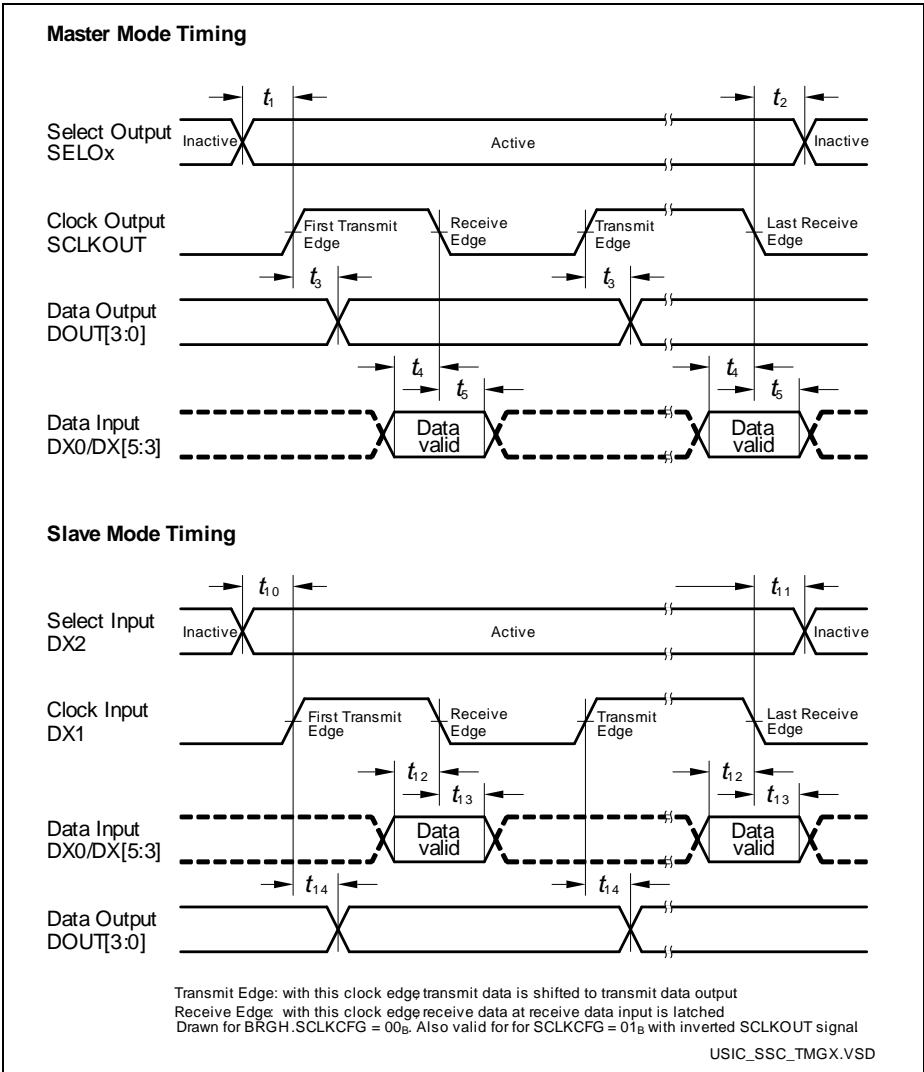 Master Mode Timing
t1 t2
Select Output
SELOx
Inactive Active Inactive
Clock Output
SCLKOUT
First Transmit
Edge
Receive
Edge
Transmit
Edge
Last Receive
Edge
t3 t3
Data Output
DOUT[3:0]
t4 t4
t5 t5
Data Input
DX0/DX[5:3]
Data
valid
Data
valid
Slave Mode Timing
t10 t11
Select Input
DX2
Inactive Active Inactive
Clock Input
DX1
First Transmit
Edge
Receive
Edge
Transmit
Edge
Last Receive
Edge
t12 t12
t13 t13
Data Input
DX0/DX[5:3]
Data
valid
Data
valid
t14 t14
Data Output
DOUT[3:0]
Transmit Edge: with this clock edge, transmit data is shifted to transmit data output
Receive Edge: with this clock edge, receive data at receive data input is latched
Drawn for BRGH.SCLKCFG = 00B. Also valid for for SCLKCFG = 01B with inverted SCLKOUT signal.
USIC_SSC_TMGX.VSD